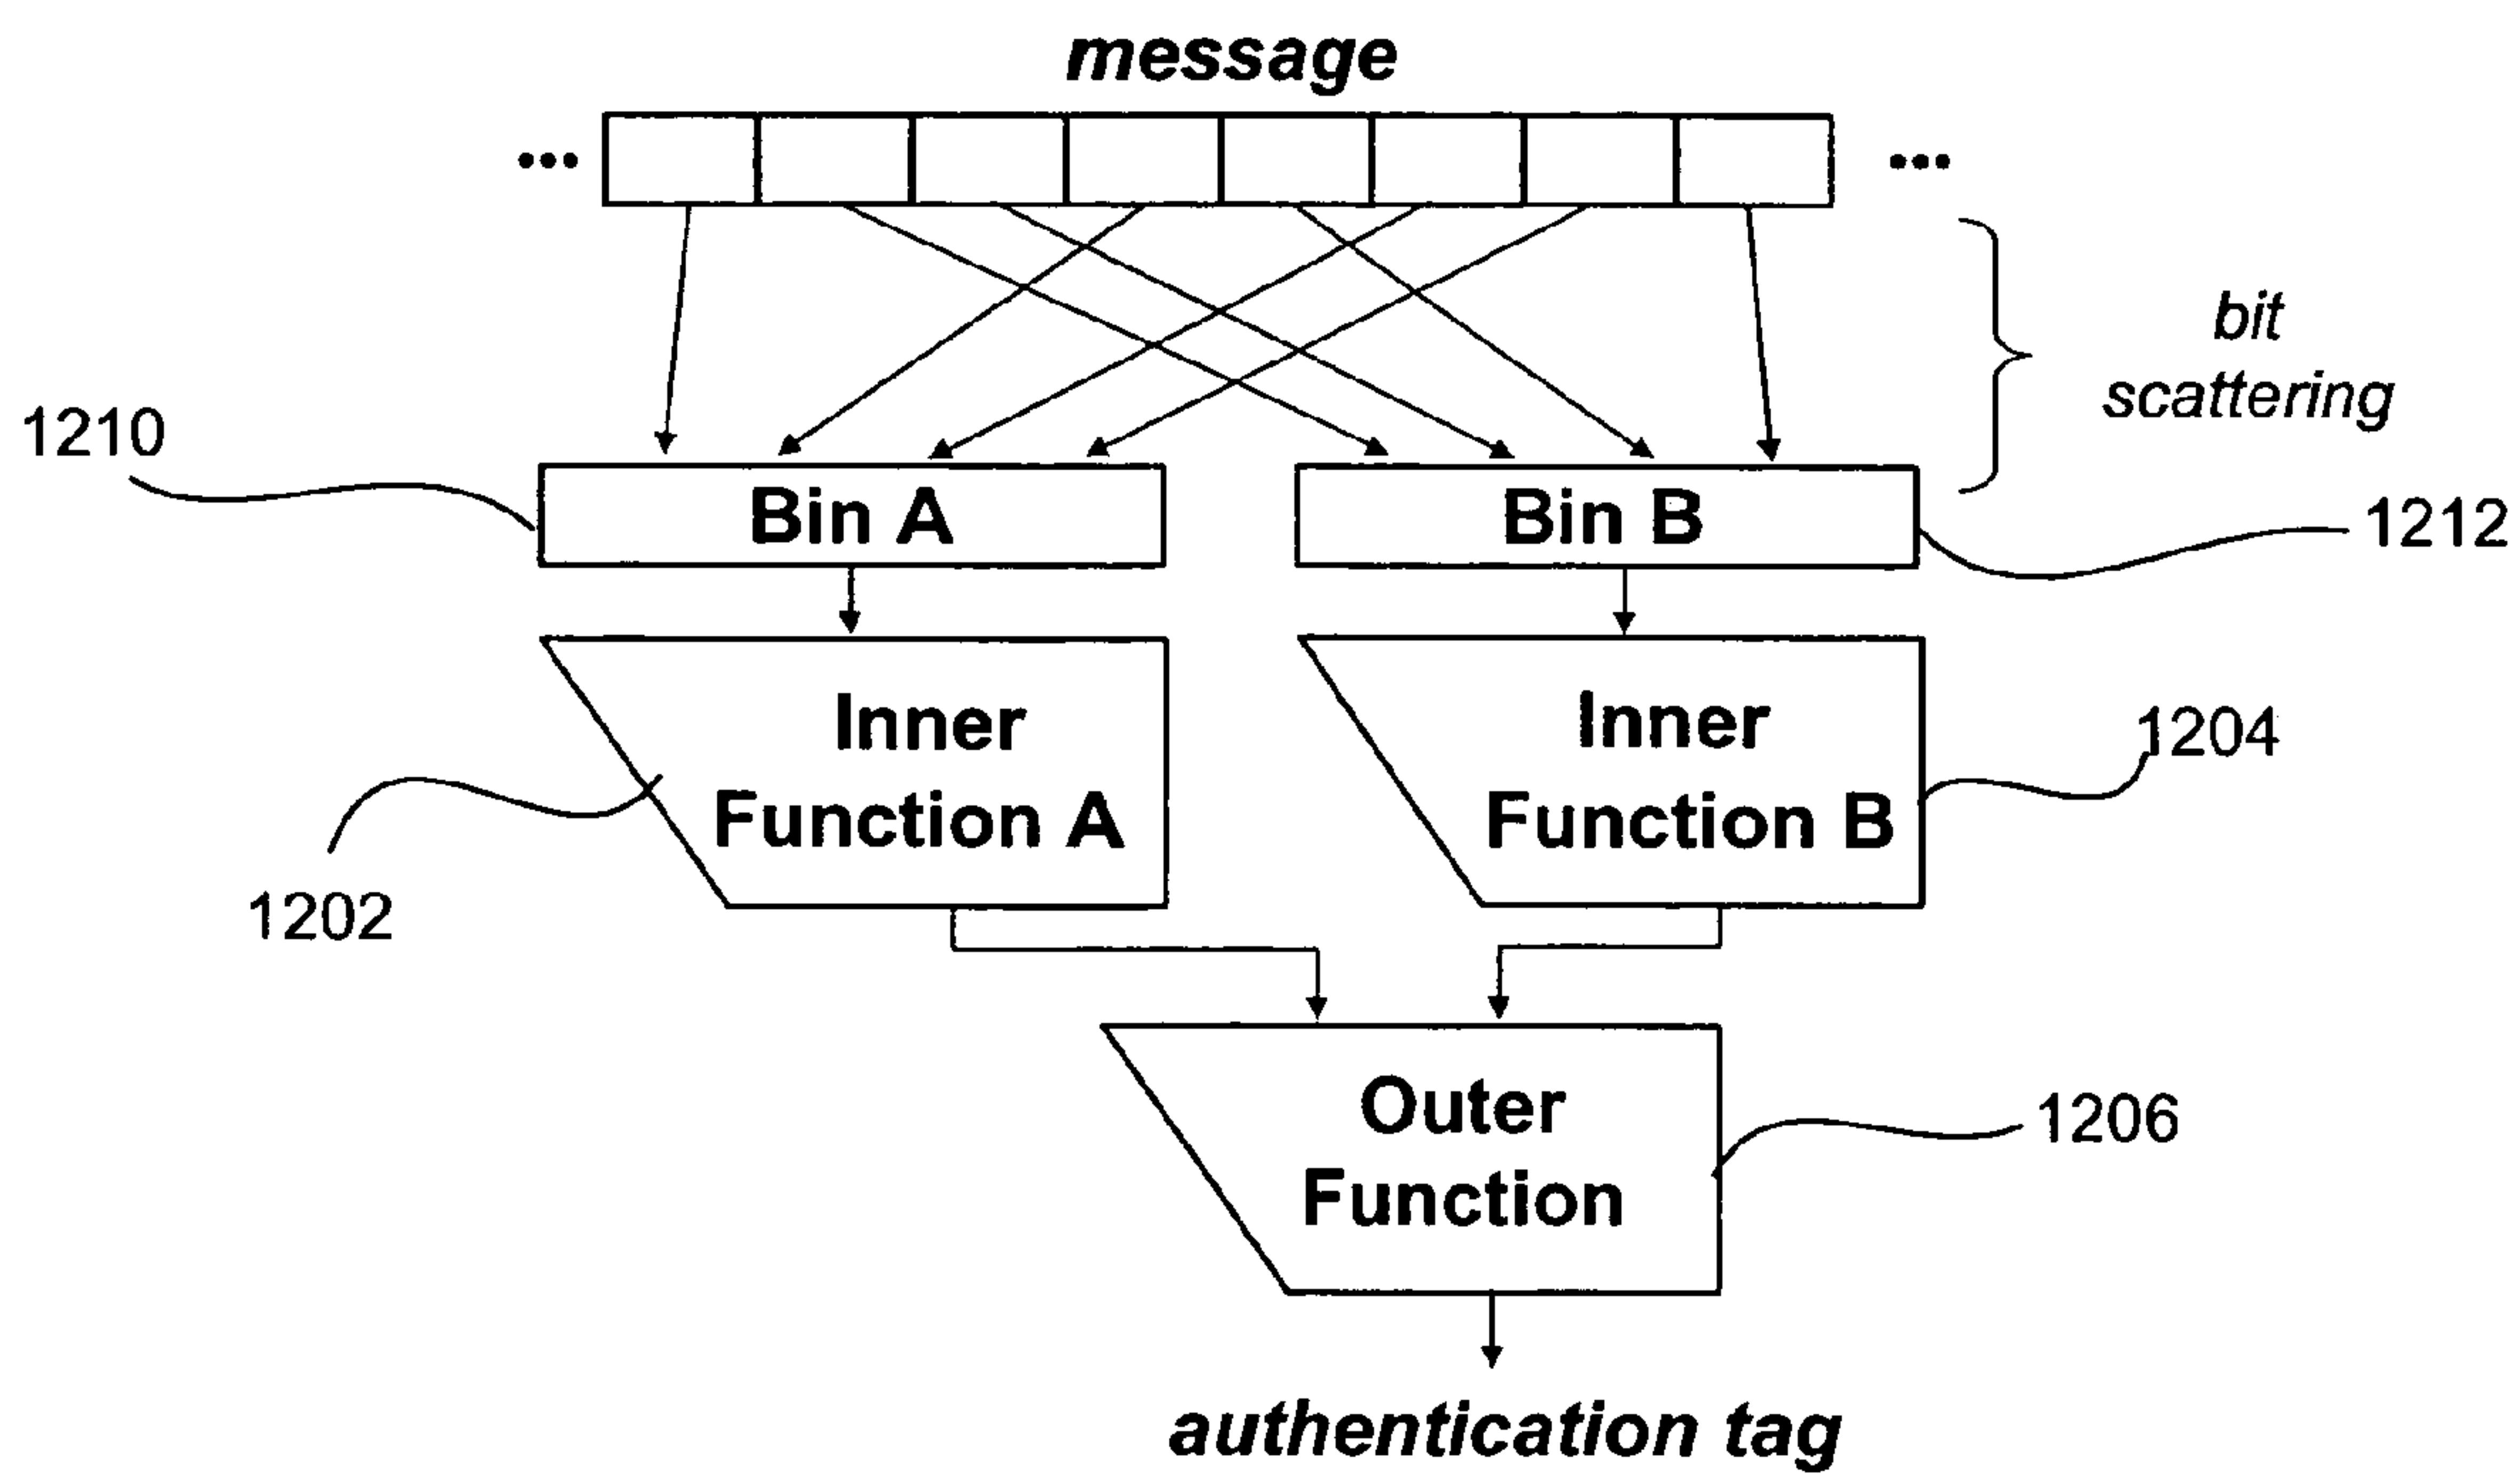 message
... ...
bit
scattering
1210
Bin A Bin B
1212
Inner
Function A
Inner
Function B
1204
1202
Outer
Function
1206
authentication tag